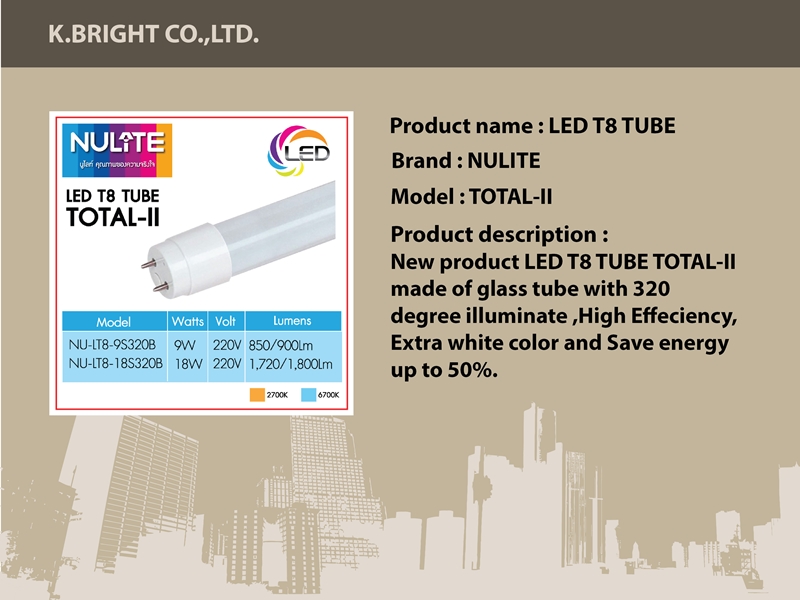 K.BRIGHT CO.,LTD.
NULITE
นูไลท์ คุณภาพของความจริงใจ
LED
LED T8 TUBE
TOTAL-II
Model Watts Volt Lumens
NU-LT8-9S320B 9W 220V 850/900Lm
NU-LT8-18S320B 18W 220V 1,720/1,800Lm
2700K 6700K
Product name : LED T8 TUBE
Brand : NULITE
Model : TOTAL-II
Product description :
New product LED T8 TUBE TOTAL-II
made of glass tube with 320
degree illuminate ,High Effeciency,
Extra white color and Save energy
up to 50%.